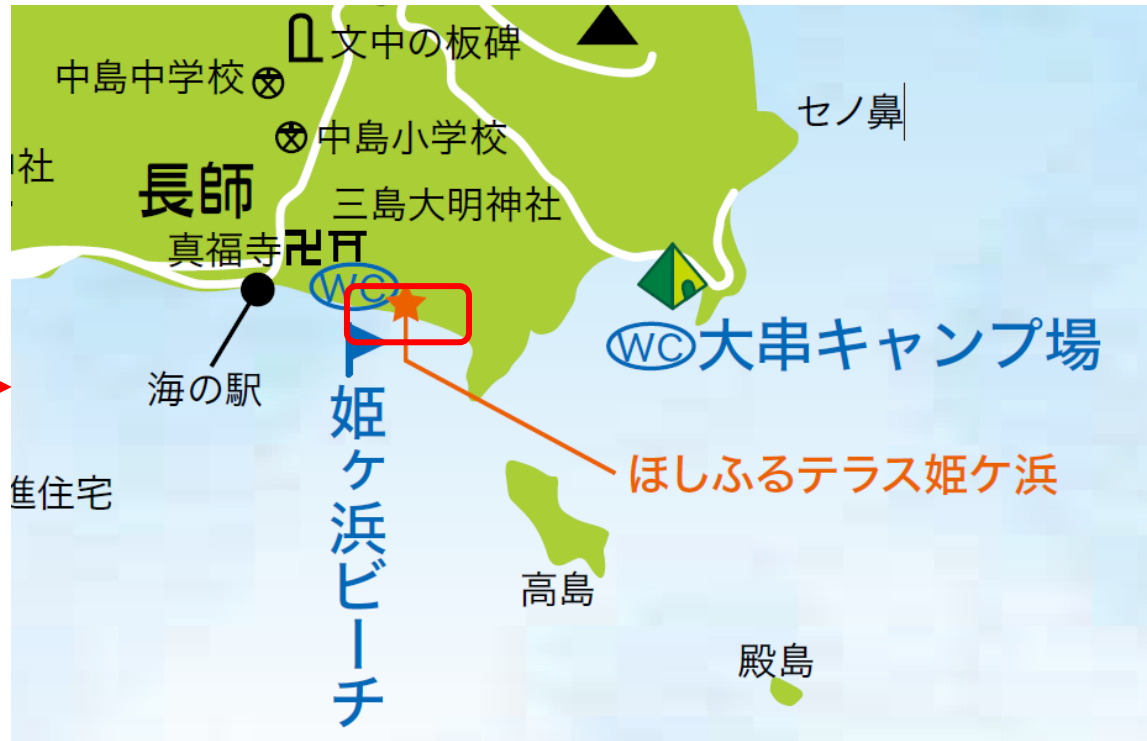 文中の板碑
中島中学校
セノ鼻
中島小学校
社
長師
三島大明神社
真福寺
WC
WC大串キャンプ場
海の駅
姫ヶ浜ビーチ
ほしふるテラス姫ケ浜
進住宅
高島
殿島